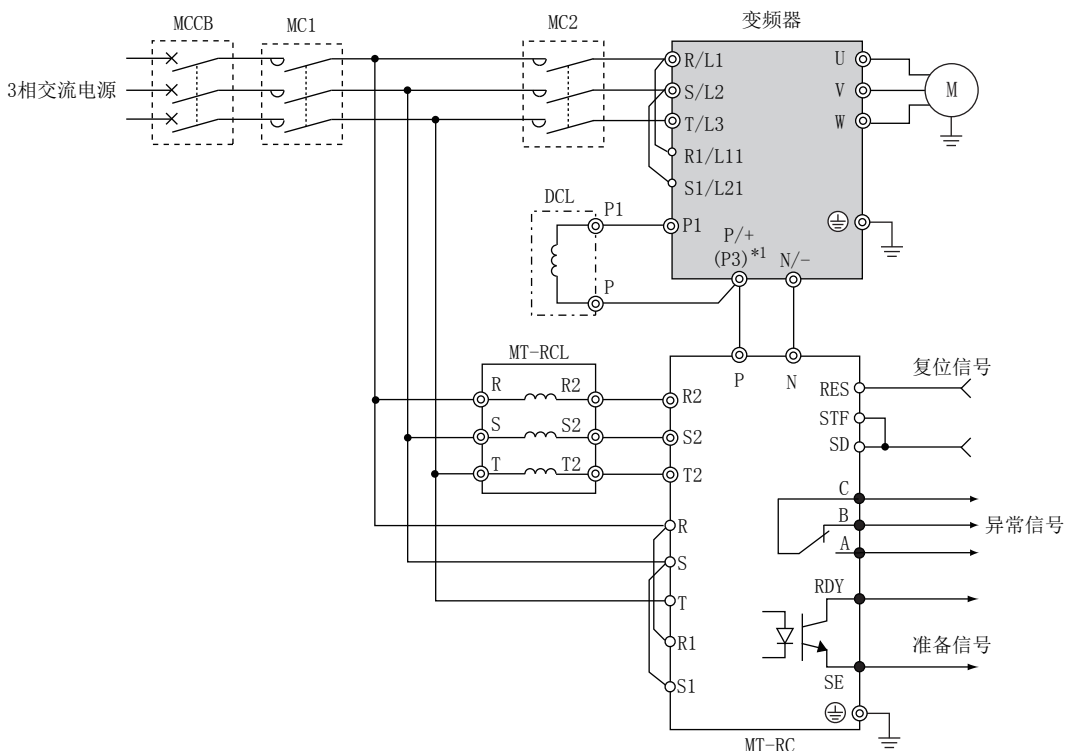 MCCB
MC1
MC2
变频器
3相交流电源
R/L1
S/L2
T/L3
R1/L11
S1/L21
U
V
W
M
DCL
P1
P
P1
P/+
(P3)*1
N/-
MT-RCL
R
R2
S
S2
T
T2
P
N
R2
S2
T2
R
S
T
R1
S1
RES
复位信号
STF
SD
C
B
异常信号
A
RDY
准备信号
SE
MT-RC